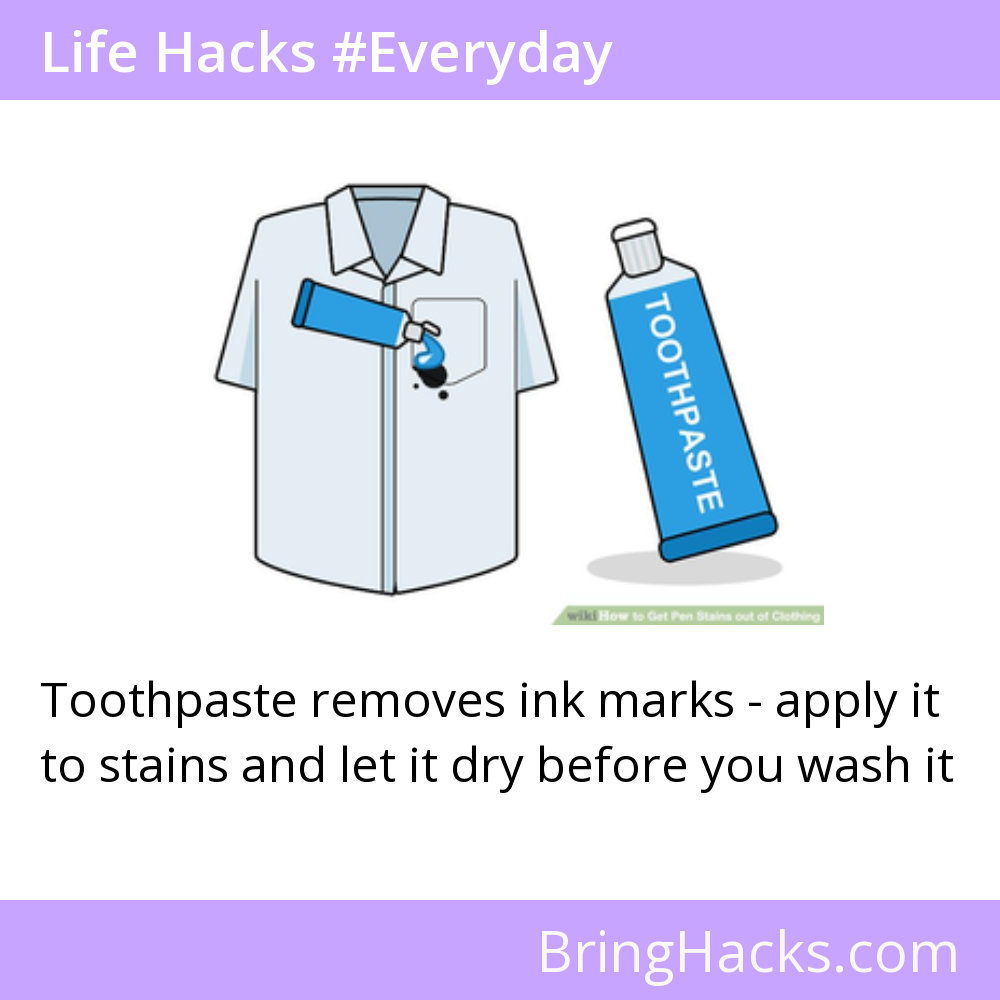 Life Hacks #Everyday
TOOTHPASTE
wikiHow to Get Pen Stains out of Clothing
Toothpaste removes ink marks - apply it
to stains and let it dry before you wash it
BringHacks.com